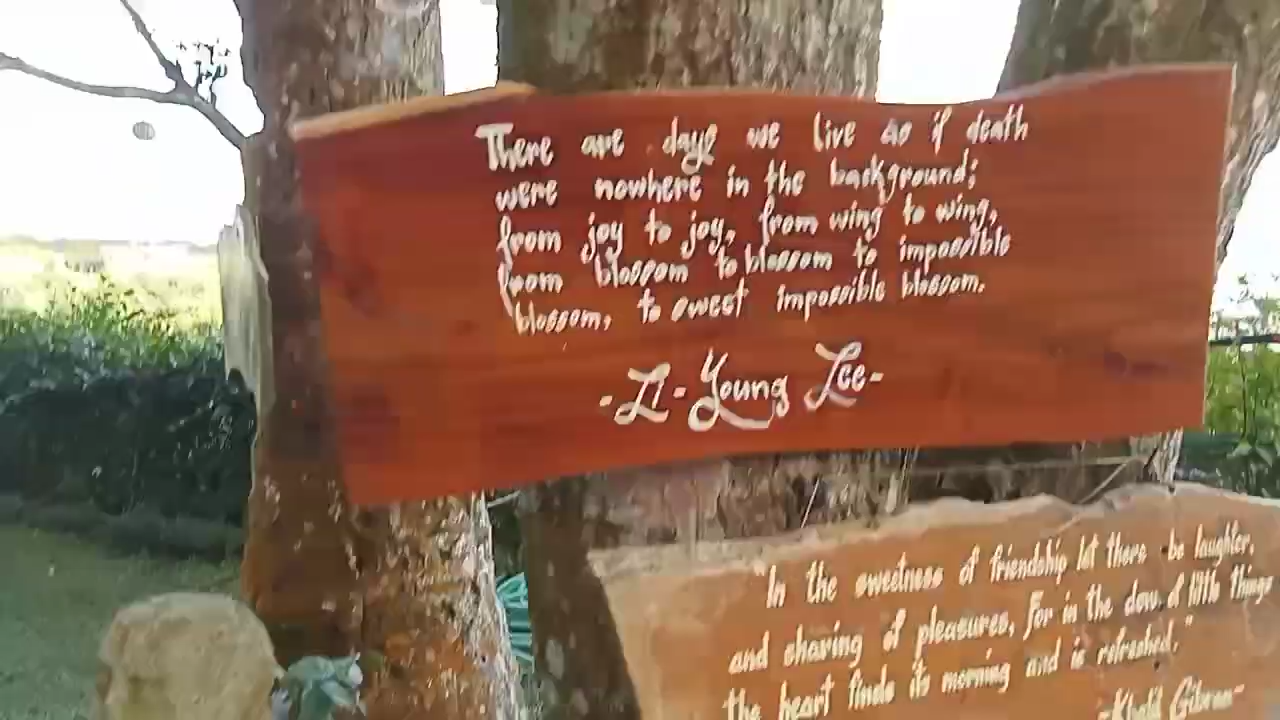 There are days we live as if death
were nowhere in the background;
from joy to joy, from wing to wing,
from blossom to blossom to impossible
blossom, to sweet impossible blossom.
-Li-Young Lee-
"In the sweetness of friendship let there be laughter,
and sharing of pleasures, For in the dew of little things
the heart finds its morning and is refreshed."
-Khalil Gibran-